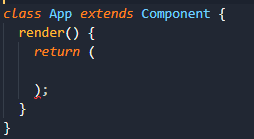 class App extends Component {
  render() {
    return (

    );
  }
}